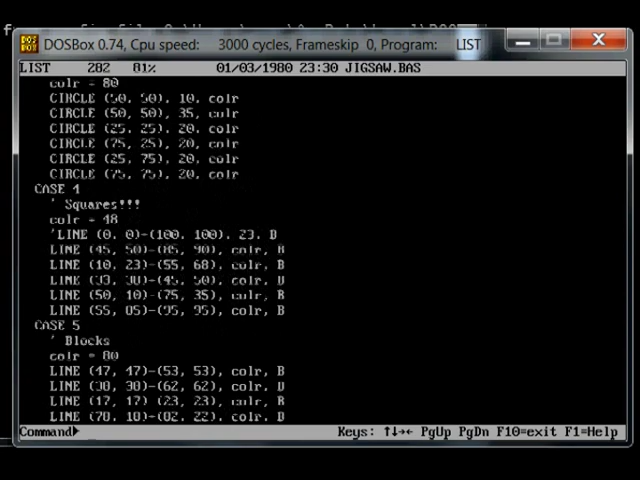 DOSBox 0.74, Cpu speed: 3000 cycles, Frameskip 0, Program: LIST
LIST 282 81% 01/03/1980 23:30 JIGSAW.BAS
colr = 80
CIRCLE (50, 50), 10, colr
CIRCLE (50, 50), 35, colr
CIRCLE (25, 25), 20, colr
CIRCLE (75, 25), 20, colr
CIRCLE (25, 75), 20, colr
CIRCLE (75, 75), 20, colr
CASE 4
' Squares!!!
colr = 48
'LINE (0, 0)-(100, 100), 23, B
LINE (45, 50)-(85, 90), colr, B
LINE (10, 23)-(55, 68), colr, B
LINE (33, 38)-(45, 50), colr, B
LINE (50, 10)-(75, 35), colr, B
LINE (55, 85)-(95, 95), colr, B
CASE 5
' Blocks
colr = 80
LINE (47, 47)-(53, 53), colr, B
LINE (38, 38)-(62, 62), colr, B
LINE (17, 17)-(23, 23), colr, B
LINE (78, 18)-(82, 22), colr, B
Command► Keys: ↑↓→← PgUp PgDn F10=exit F1=Help